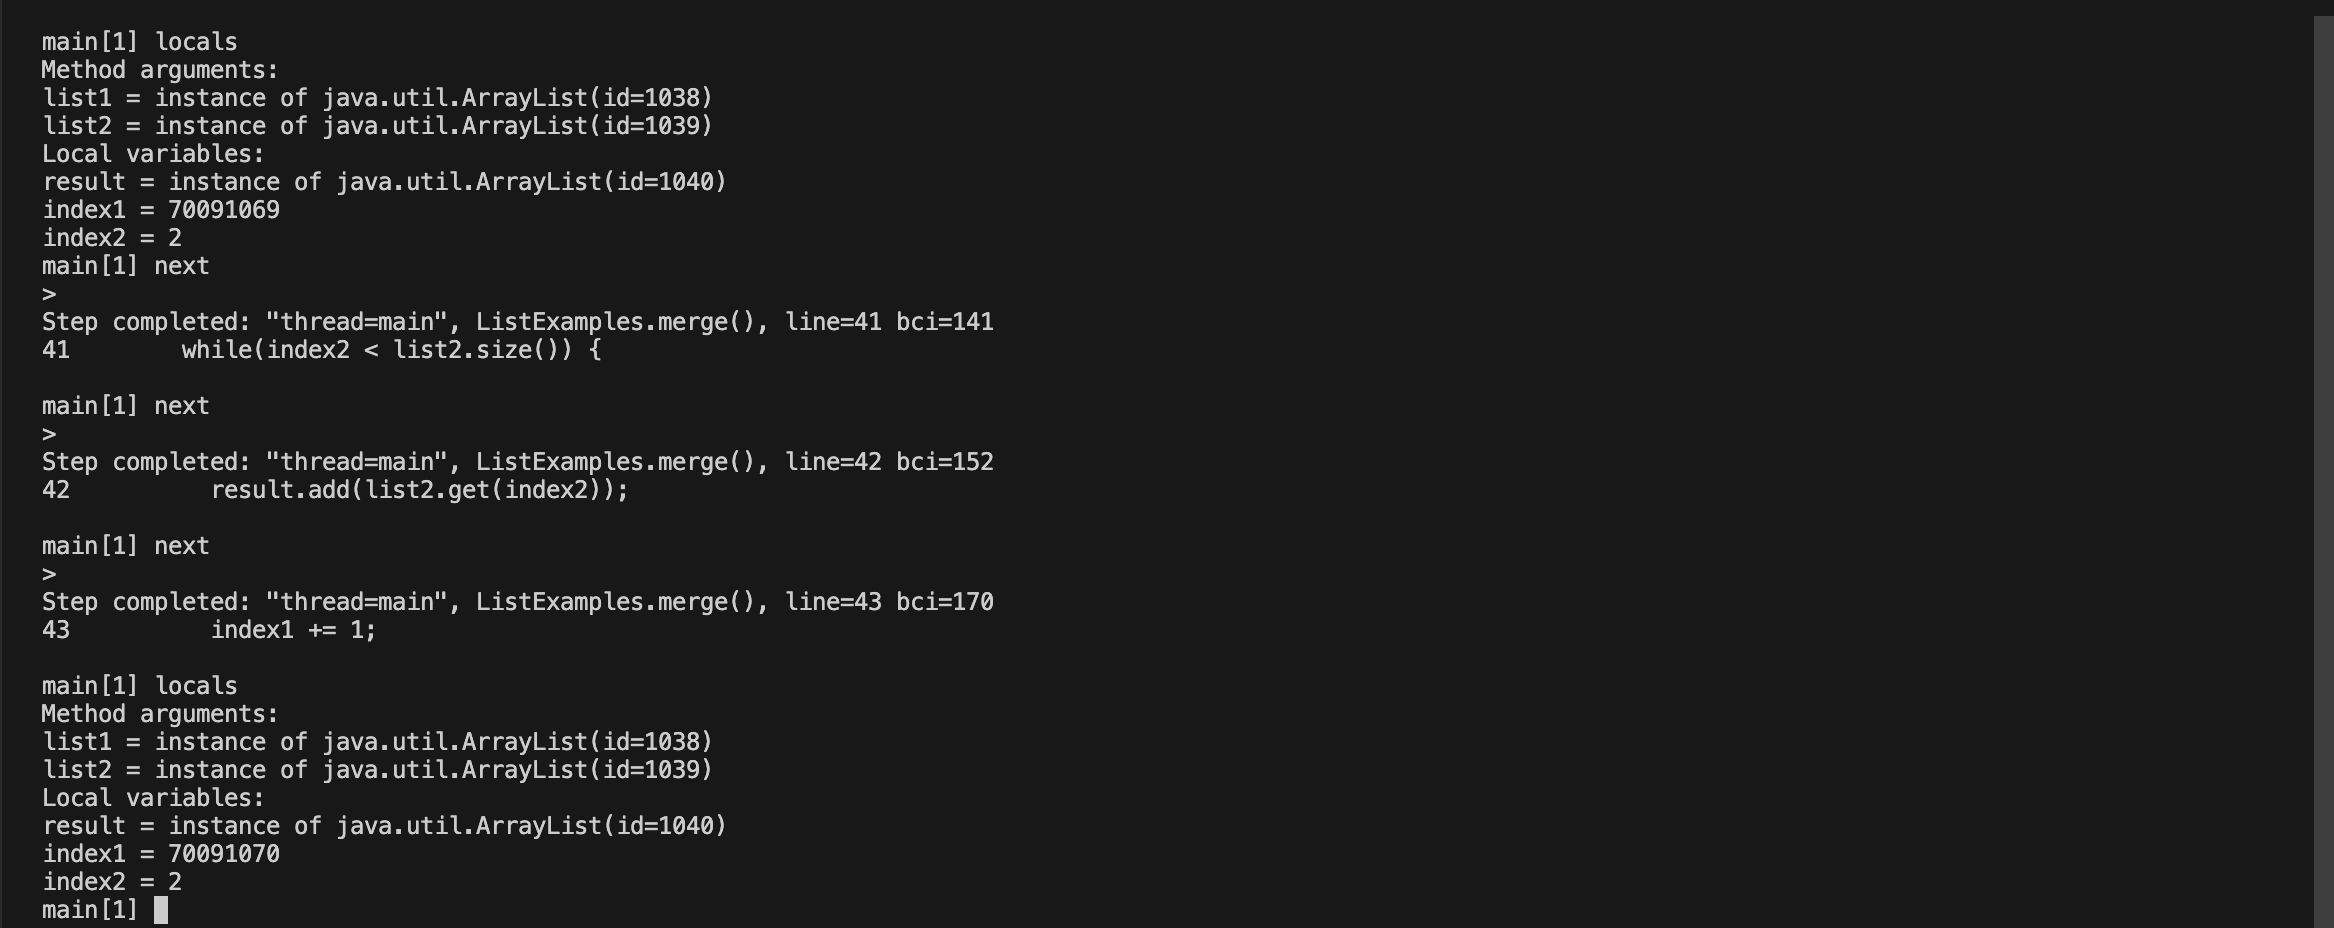 main[1] locals
Method arguments:
list1 = instance of java.util.ArrayList(id=1038)
list2 = instance of java.util.ArrayList(id=1039)
Local variables:
result = instance of java.util.ArrayList(id=1040)
index1 = 70091069
index2 = 2
main[1] next
>
Step completed: "thread=main", ListExamples.merge(), line=41 bci=141
41        while(index2 < list2.size()) {

main[1] next
>
Step completed: "thread=main", ListExamples.merge(), line=42 bci=152
42          result.add(list2.get(index2));

main[1] next
>
Step completed: "thread=main", ListExamples.merge(), line=43 bci=170
43          index1 += 1;

main[1] locals
Method arguments:
list1 = instance of java.util.ArrayList(id=1038)
list2 = instance of java.util.ArrayList(id=1039)
Local variables:
result = instance of java.util.ArrayList(id=1040)
index1 = 70091070
index2 = 2
main[1]